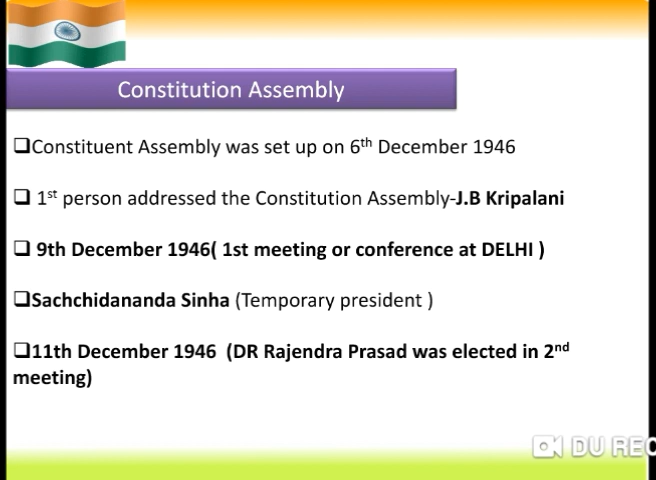 Constitution Assembly
❑Constituent Assembly was set up on 6th December 1946
❑ 1st person addressed the Constitution Assembly-J.B Kripalani
❑ 9th December 1946( 1st meeting or conference at DELHI )
❑Sachchidananda Sinha (Temporary president )
❑11th December 1946  (DR Rajendra Prasad was elected in 2nd
meeting)
DU REC